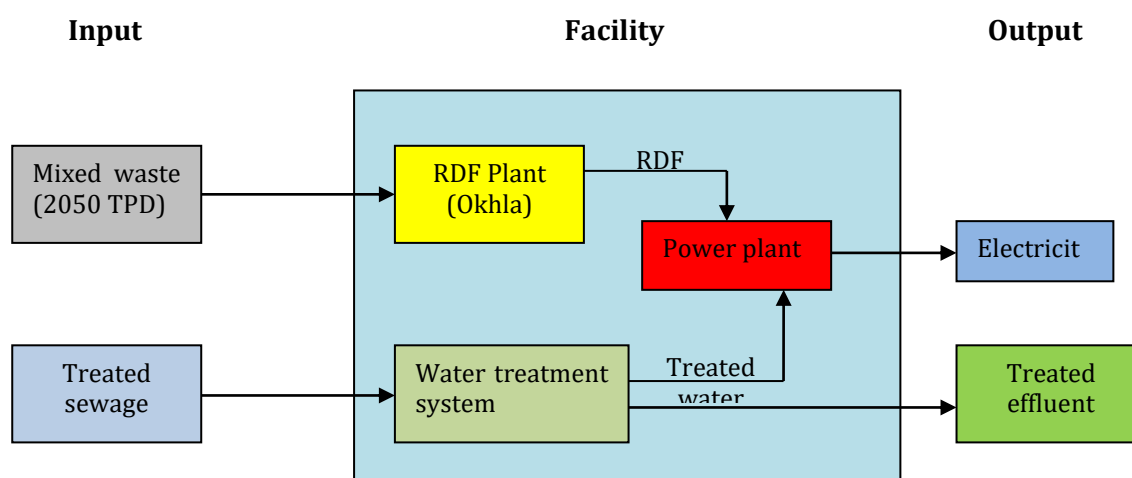 Input
Facility
Output
Mixed waste
(2050 TPD)
RDF Plant
(Okhla)
RDF
Power plant
Electricit
Treated
sewage
Water treatment
system
Treated
water
Treated
effluent